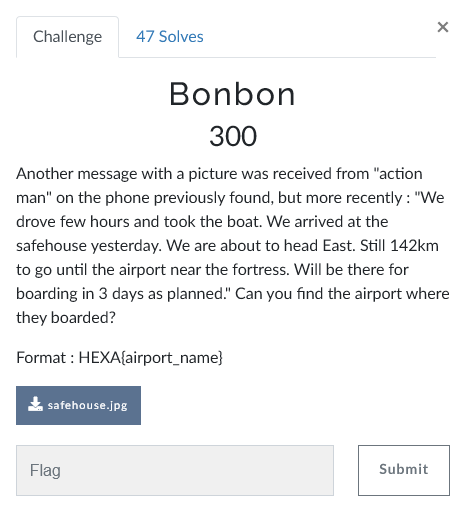 Challenge
47 Solves
×
Bonbon
300
Another message with a picture was received from "action
man" on the phone previously found, but more recently : "We
drove few hours and took the boat. We arrived at the
safehouse yesterday. We are about to head East. Still 142km
to go until the airport near the fortress. Will be there for
boarding in 3 days as planned." Can you find the airport where
they boarded?
Format : HEXA{airport_name}
safehouse.jpg
Flag
Submit